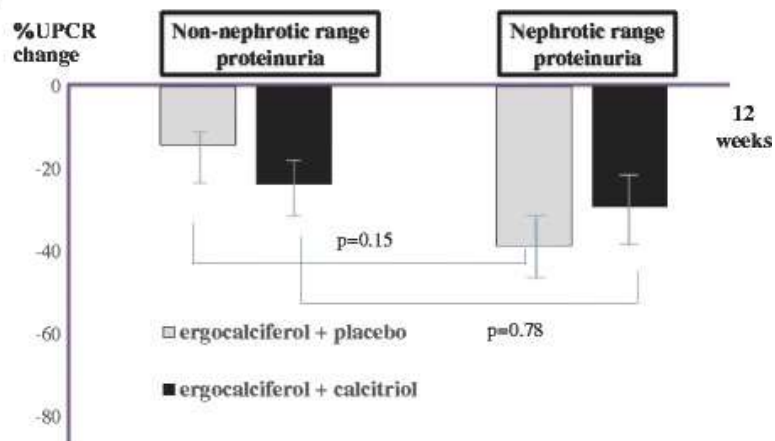 %UPCR
change
Non-nephrotic range
proteinuria
Nephrotic range
proteinuria
0
12
weeks
-20
p=0.15
-40
-60
ergocalciferol + placebo
p=0.78
ergocalciferol + calcitriol
-80